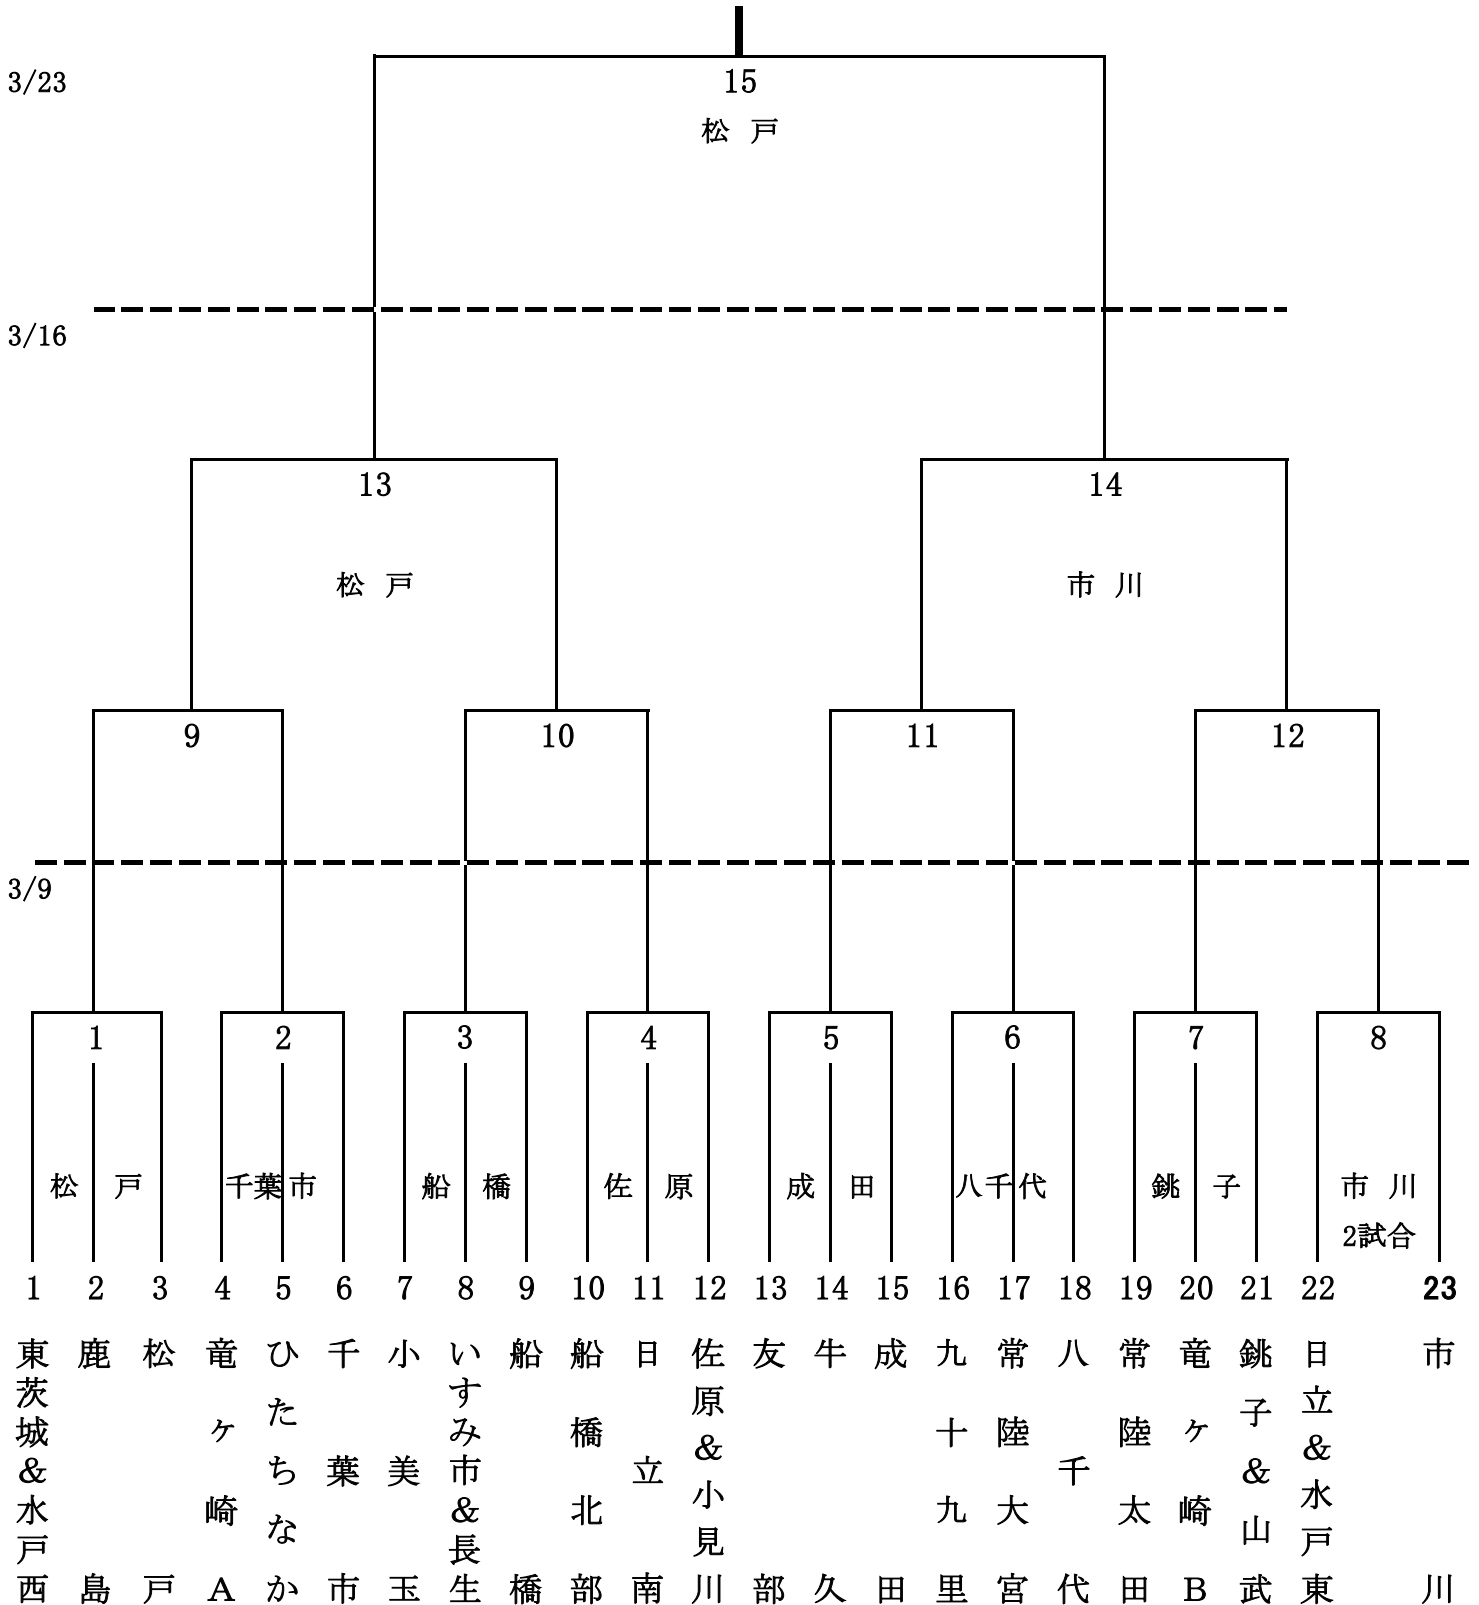 3/23
15
松戸
3/16
13
14
松戸
市川
9
10
11
12
3/9
1
2
3
4
5
6
7
8
松戸
千葉市
船橋
佐原
成田
八千代
銚子
市川
2試合
1 2 3 4 5 6 7 8 9 10 11 12 13 14 15 16 17 18 19 20 21 22 23
東茨城&水戸西
鹿島
松戸
竜ヶ崎A
ひたちなか
千葉市
小美玉
いすみ市&長生
船橋
船橋北部
日立南
佐原&小見川
友部
牛久
成田
九十九里
常陸大宮
八千代
常陸太田
竜ヶ崎B
銚子&山武
日立&水戸東
市川